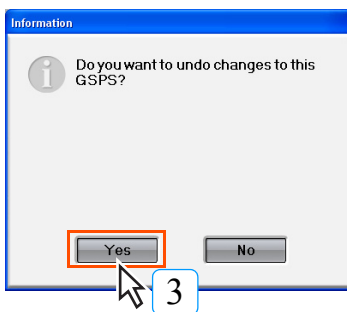 Information
Do you want to undo changes to this
GSPS?
Yes
No
3